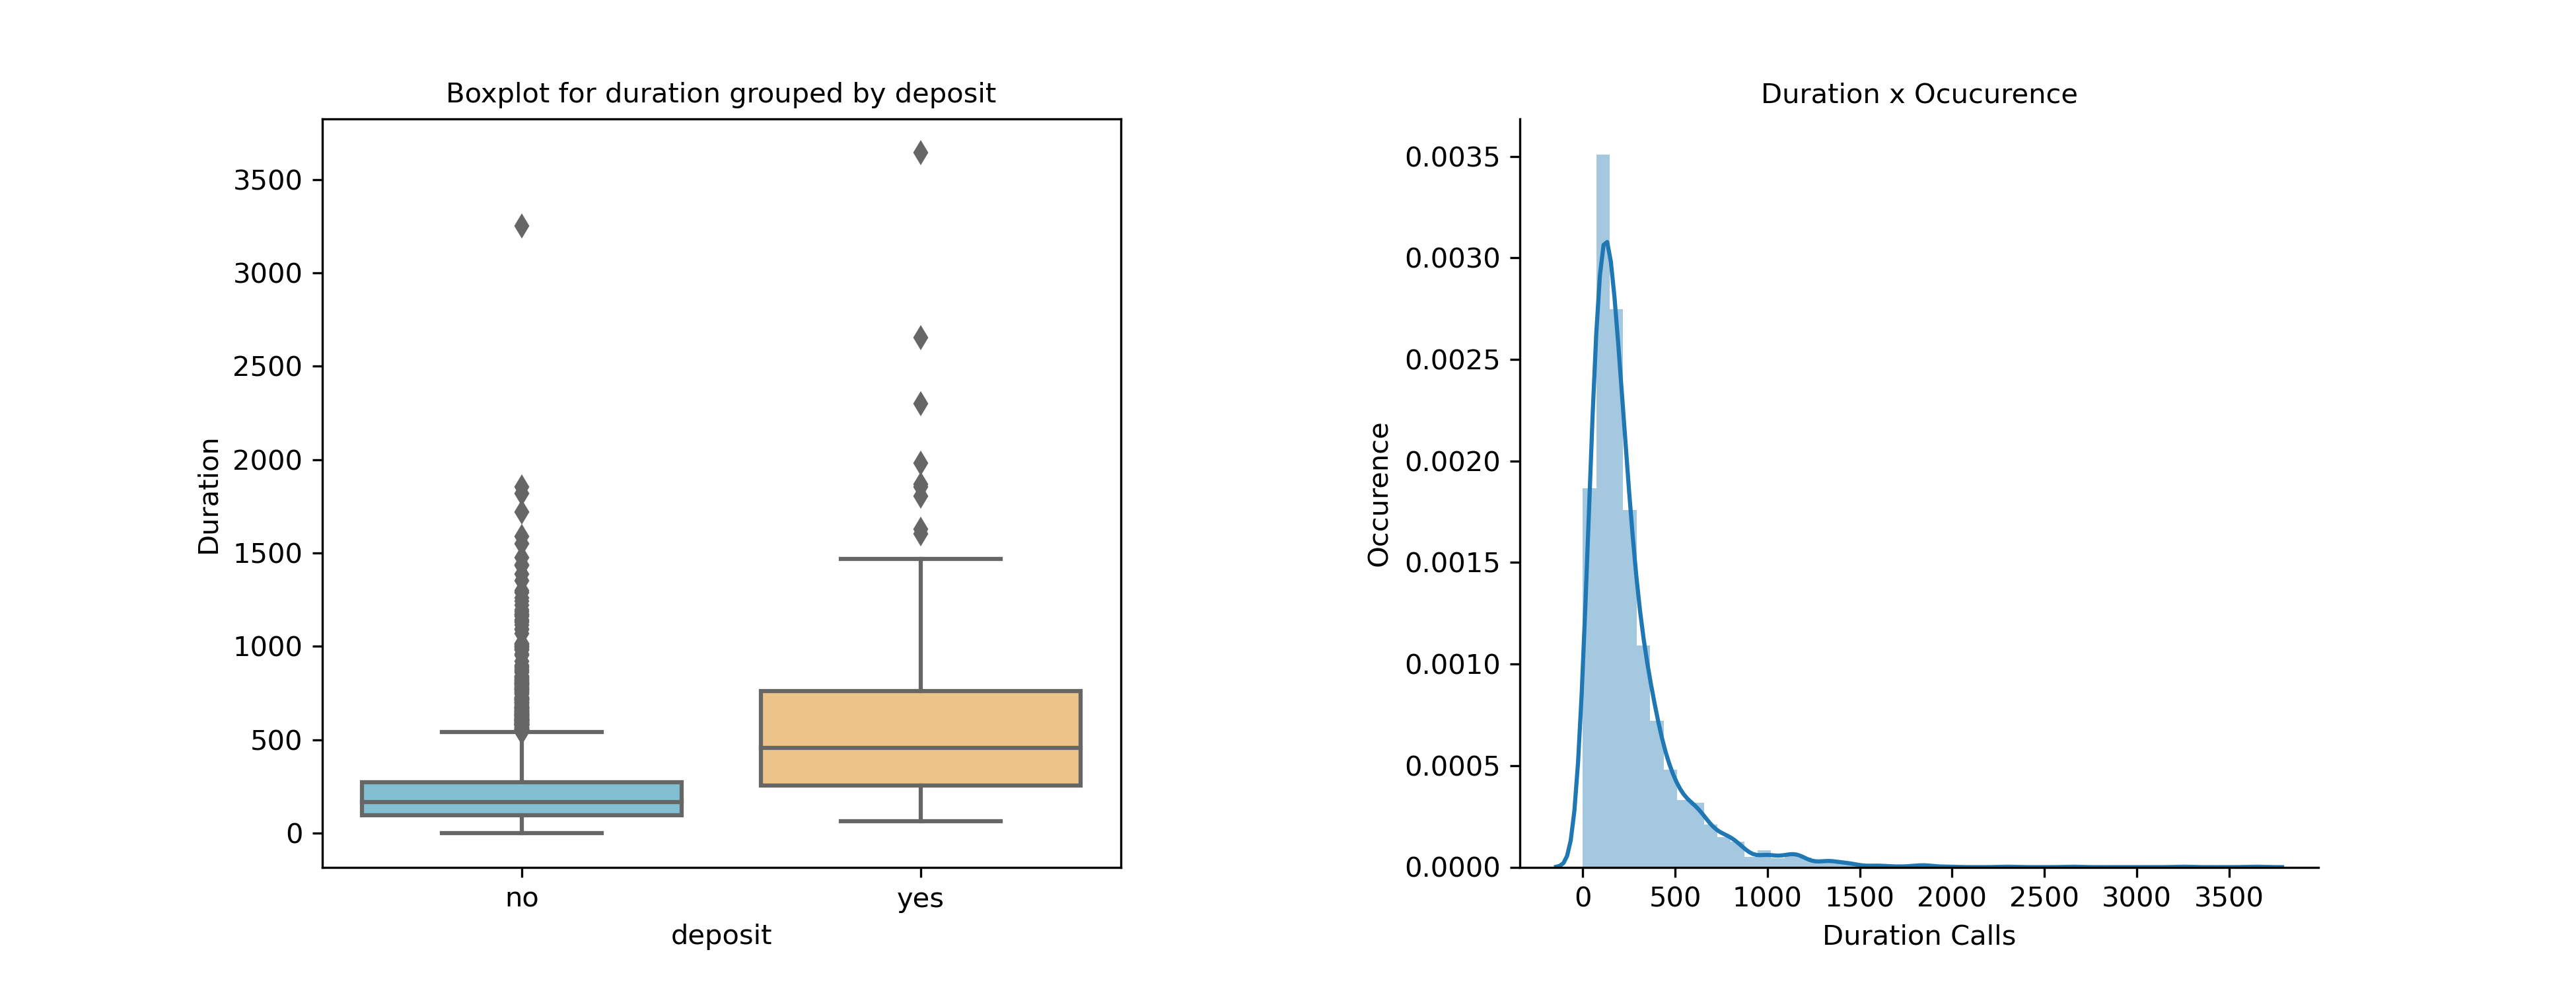 Boxplot for duration grouped by deposit
Duration
3500
3000
2500
2000
1500
1000
500
0
no yes
deposit
Duration x Ocucurence
Occurence
0.0035
0.0030
0.0025
0.0020
0.0015
0.0010
0.0005
0.0000
0 500 1000 1500 2000 2500 3000 3500
Duration Calls